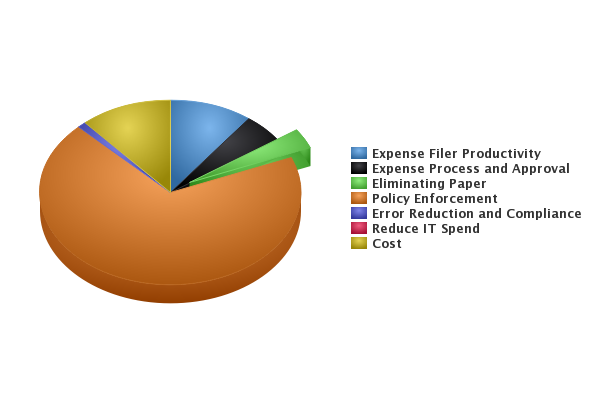 Expense Filer Productivity
Expense Process and Approval
Eliminating Paper
Policy Enforcement
Error Reduction and Compliance
Reduce IT Spend
Cost